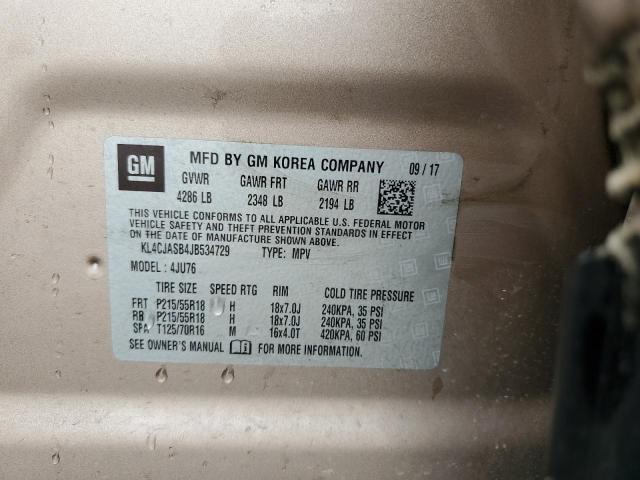 GM
MFD BY GM KOREA COMPANY 09 / 17
GVWR GAWR FRT GAWR RR
4286 LB 2348 LB 2194 LB
THIS VEHICLE CONFORMS TO ALL APPLICABLE U.S. FEDERAL MOTOR
VEHICLE SAFETY AND THEFT PREVENTION STANDARDS IN EFFECT
ON THE DATE OF MANUFACTURE SHOWN ABOVE.
KL4CJASB4JB534729 TYPE: MPV
MODEL : 4JU76
TIRE SIZE SPEED RTG RIM COLD TIRE PRESSURE
FRT P215/55R18 H 18x7.0J 240KPA, 35 PSI
RR P215/55R18 H 18x7.0J 240KPA, 35 PSI
SPA T125/70R16 M 16x4.0T 420KPA, 60 PSI
SEE OWNER'S MANUAL FOR MORE INFORMATION.